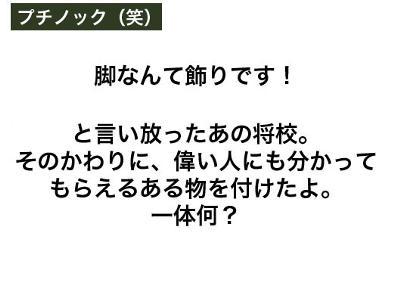 プチノック（笑）
脚なんて飾りです！
と言い放ったあの将校。
そのかわりに、偉い人にも分かって
もらえるある物を付けたよ。
一体何？